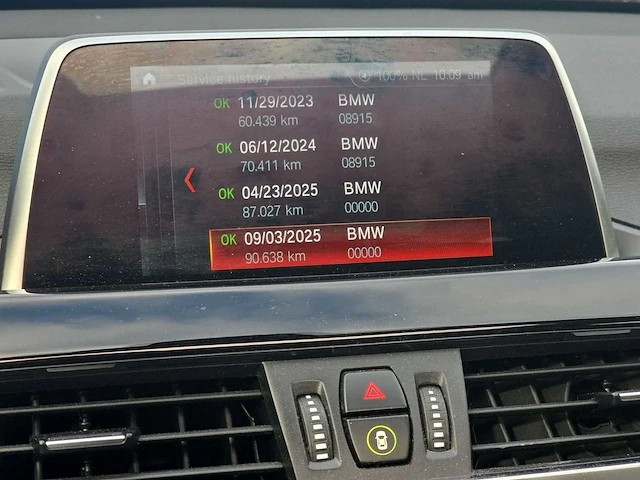 Service history 100% NL 10:09 am
OK 11/29/2023 BMW
60.439 km 08915
OK 06/12/2024 BMW
70.411 km 08915
OK 04/23/2025 BMW
87.027 km 00000
OK 09/03/2025 BMW
90.638 km 00000